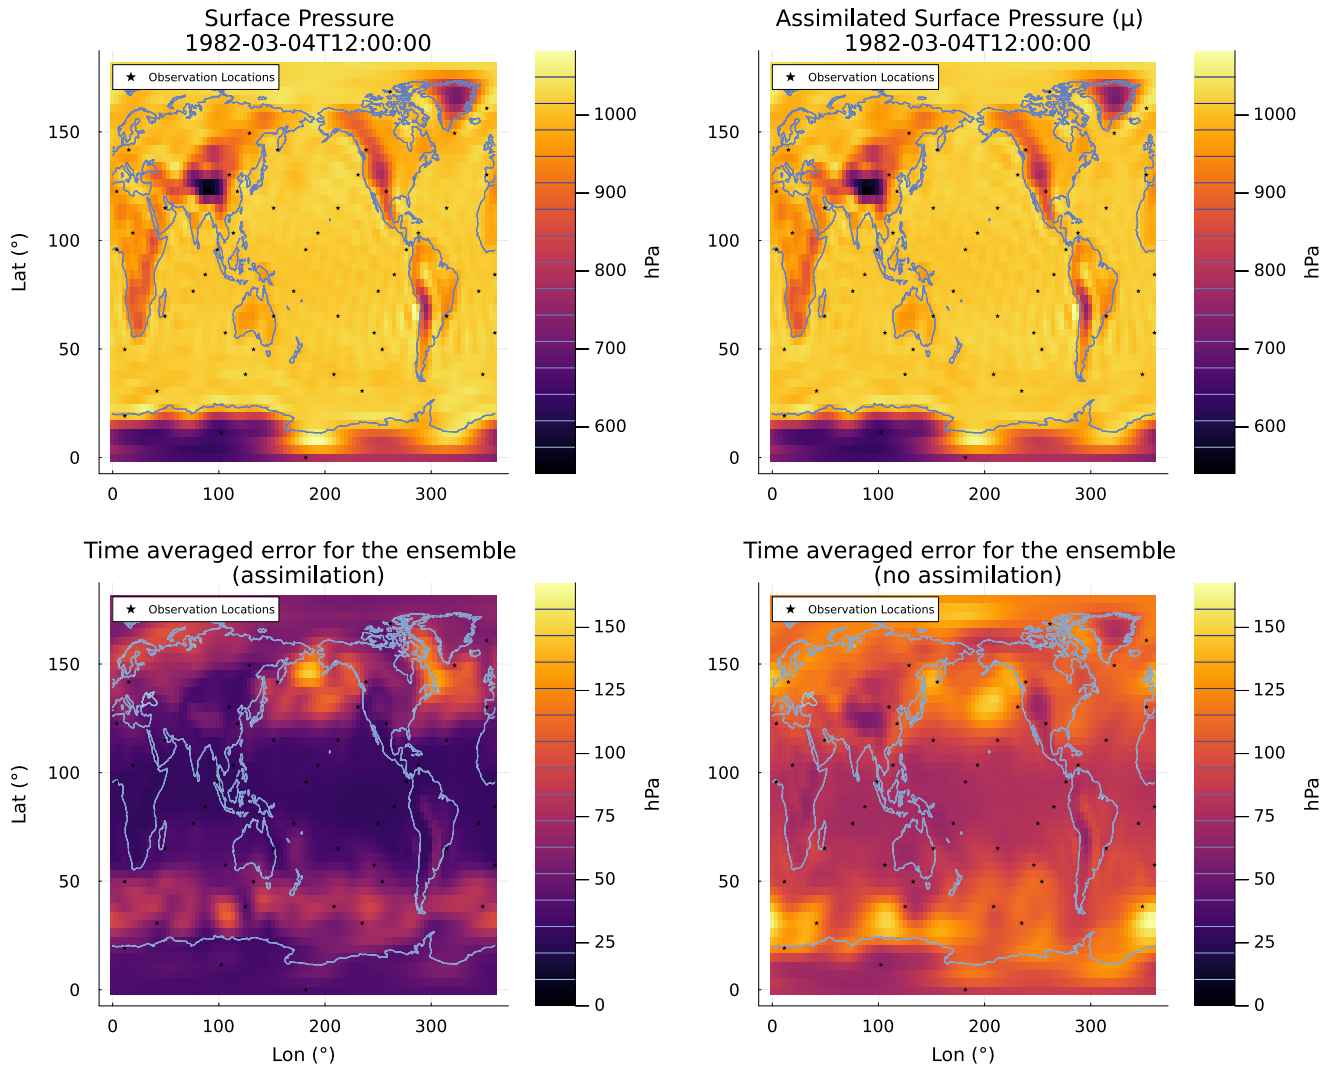 Surface Pressure
1982-03-04T12:00:00
★ Observation Locations
150
100
50
0
Lat (°)
0 100 200 300
1000
900
800
700
600
hPa
Assimilated Surface Pressure (μ)
1982-03-04T12:00:00
★ Observation Locations
150
100
50
0
0 100 200 300
1000
900
800
700
600
hPa
Time averaged error for the ensemble
(assimilation)
★ Observation Locations
150
100
50
0
Lat (°)
0 100 200 300
Lon (°)
150
125
100
75
50
25
0
hPa
Time averaged error for the ensemble
(no assimilation)
★ Observation Locations
150
100
50
0
0 100 200 300
Lon (°)
150
125
100
75
50
25
0
hPa